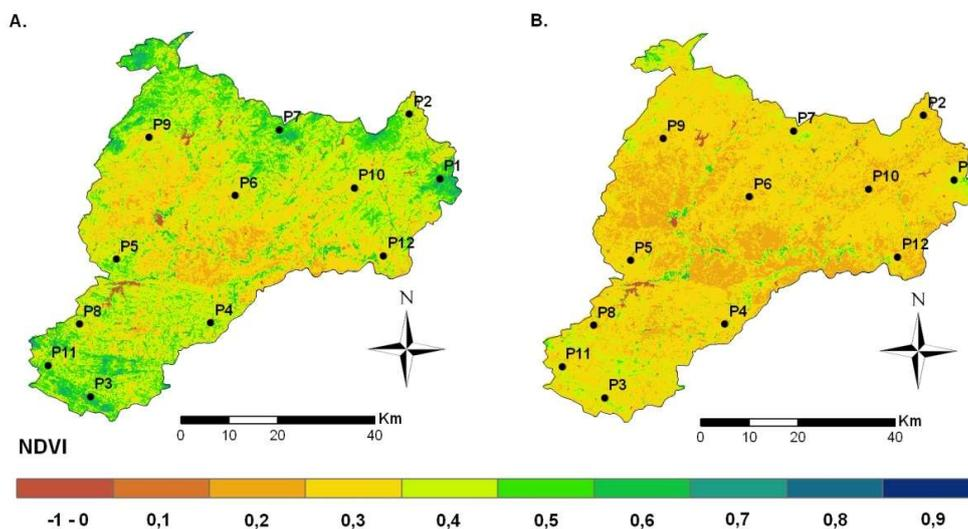 A.
P2
P7
P9
P1
P10
P6
P12
P5
N
P8
P4
P11
P3
Km
0 10 20 40
B.
P2
P7
P9
P
P10
P6
P12
P5
N
P8
P4
P11
P3
Km
0 10 20 40
NDVI
-1 - 0 0,1 0,2 0,3 0,4 0,5 0,6 0,7 0,8 0,9